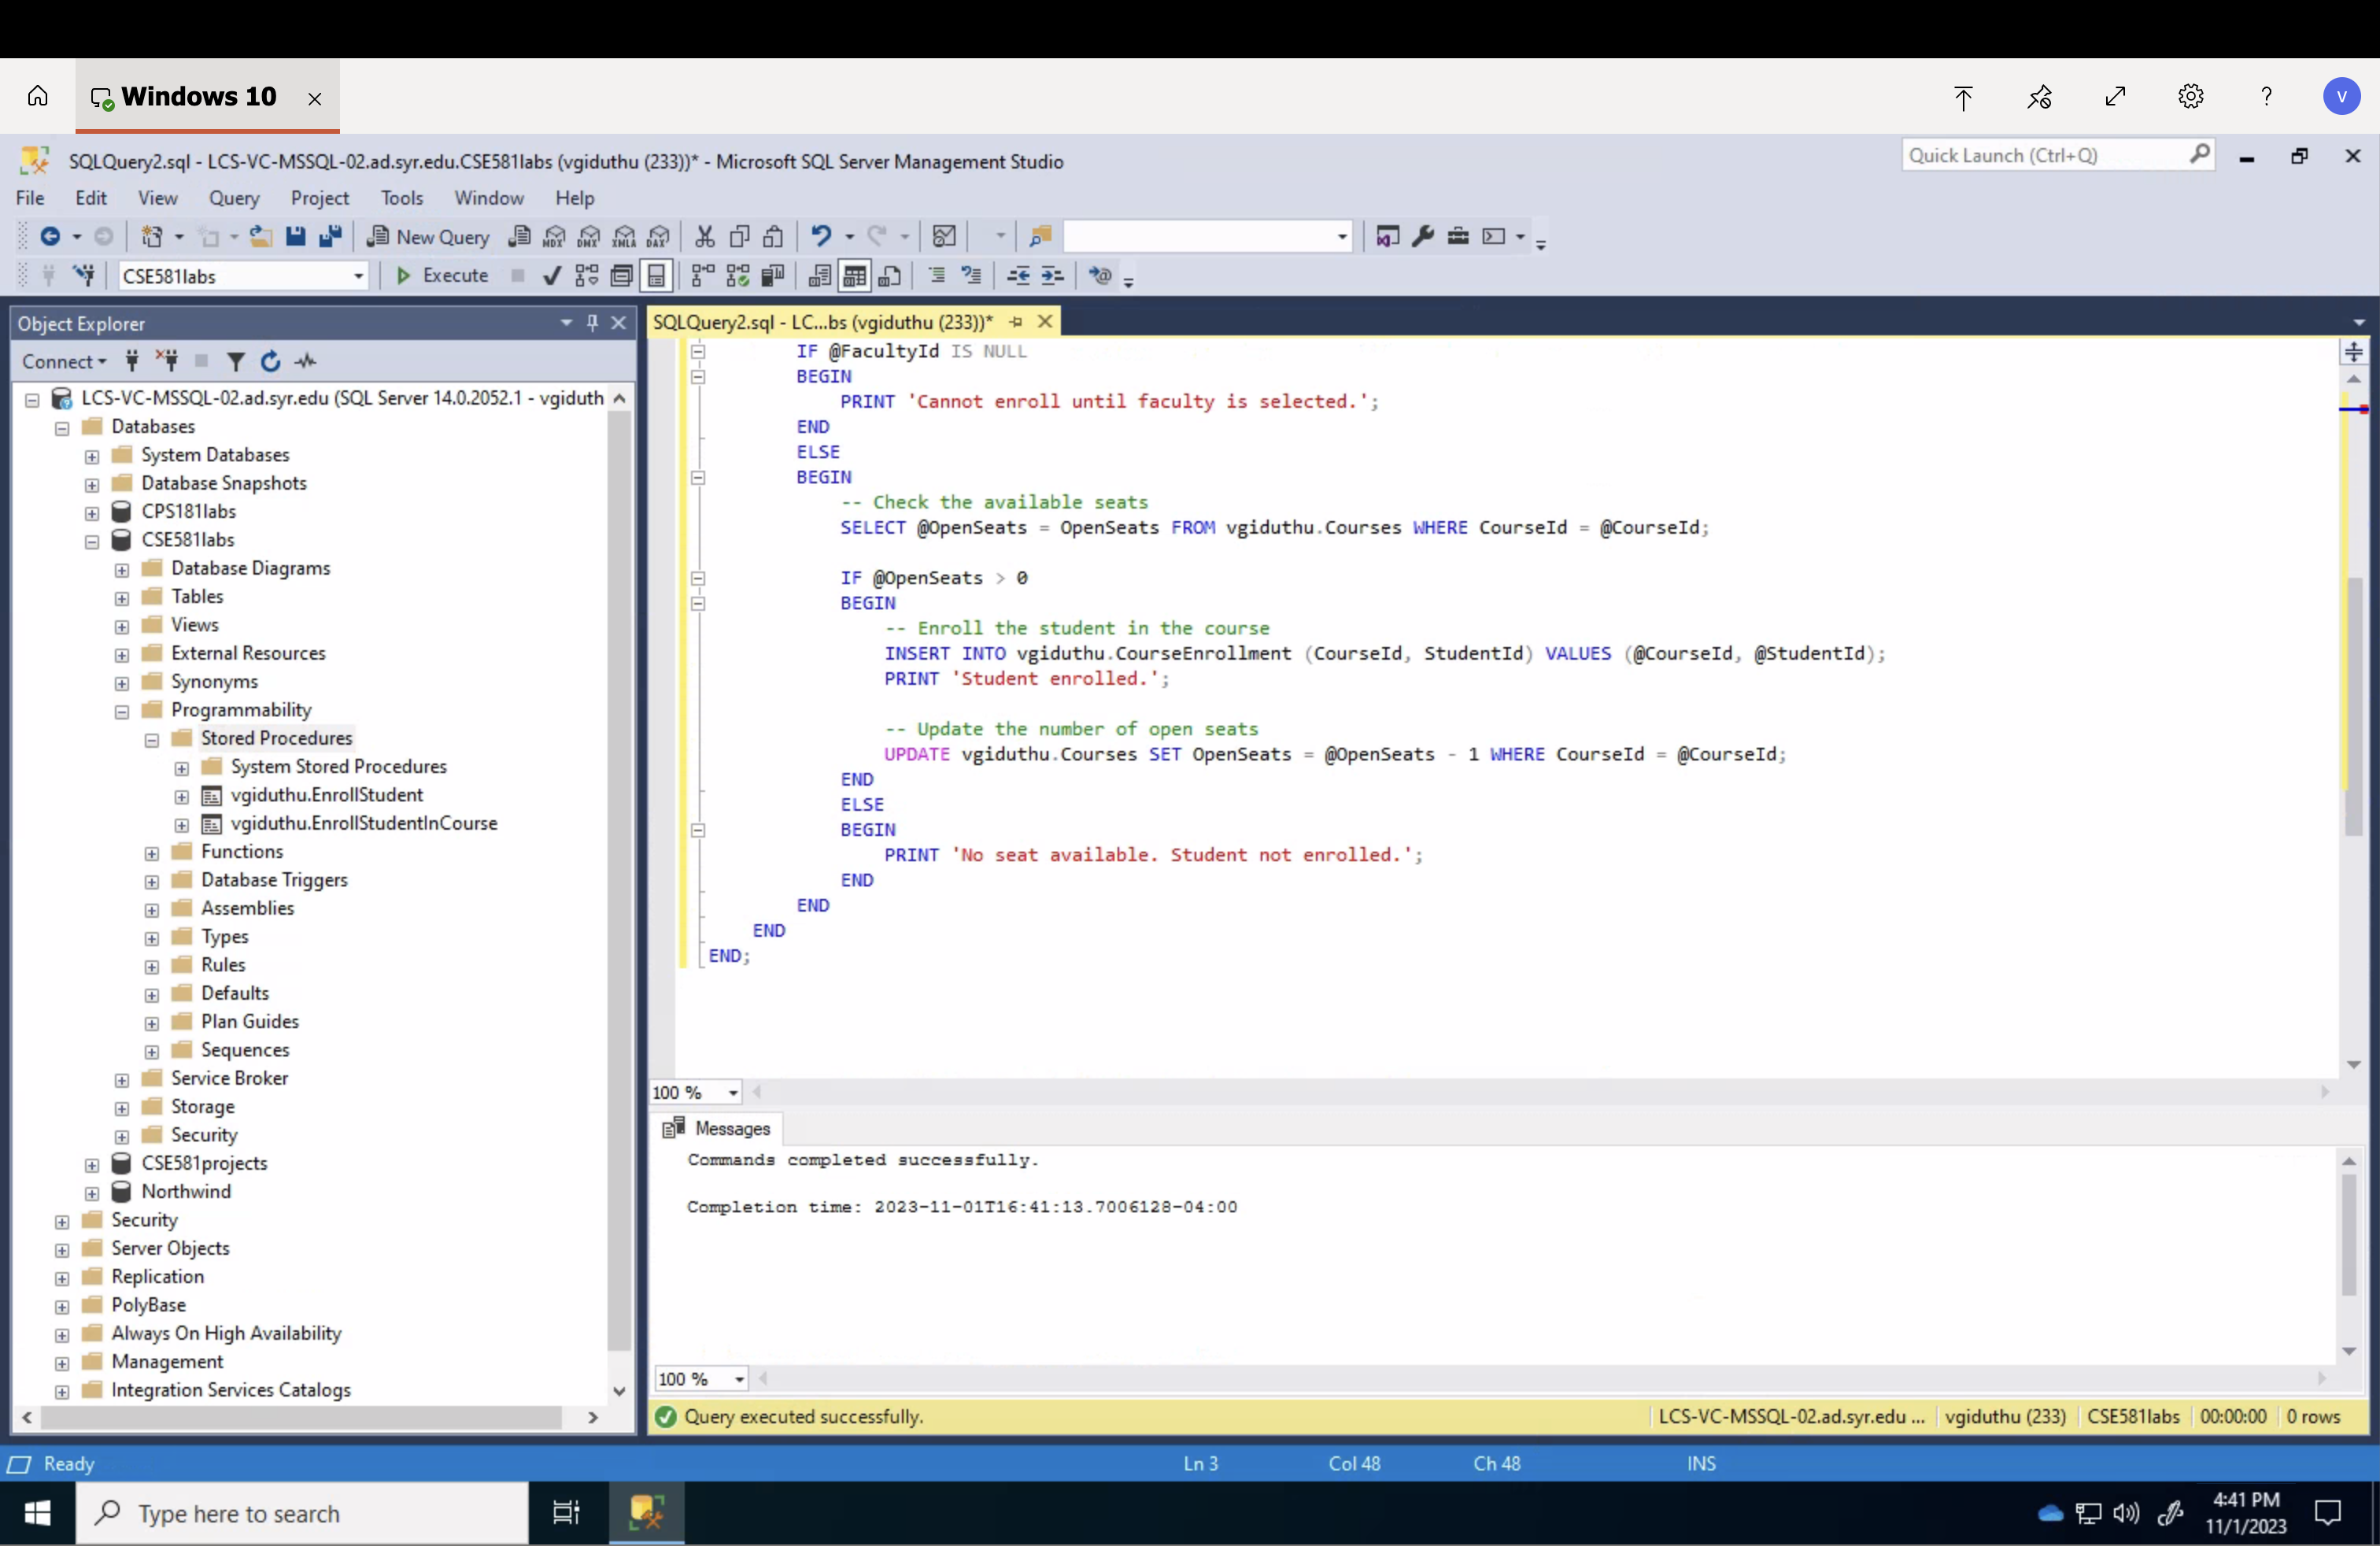 Windows 10
V
SQLQuery2.sql - LCS-VC-MSSQL-02.ad.syr.edu.CSE581labs (vgiduthu (233))* - Microsoft SQL Server Management Studio
Quick Launch (Ctrl+Q)
File Edit View Query Project Tools Window Help
New Query MDX DMX XMLA DAX
CSE581labs Execute
Object Explorer
SQLQuery2.sql - LC...bs (vgiduthu (233))*
Connect
LCS-VC-MSSQL-02.ad.syr.edu (SQL Server 14.0.2052.1 - vgiduth
Databases
System Databases
Database Snapshots
CPS181labs
CSE581labs
Database Diagrams
Tables
Views
External Resources
Synonyms
Programmability
Stored Procedures
System Stored Procedures
vgiduthu.EnrollStudent
vgiduthu.EnrollStudentInCourse
Functions
Database Triggers
Assemblies
Types
Rules
Defaults
Plan Guides
Sequences
Service Broker
Storage
Security
CSE581projects
Northwind
Security
Server Objects
Replication
PolyBase
Always On High Availability
Management
Integration Services Catalogs
IF @FacultyId IS NULL
BEGIN
PRINT 'Cannot enroll until faculty is selected.';
END
ELSE
BEGIN
-- Check the available seats
SELECT @OpenSeats = OpenSeats FROM vgiduthu.Courses WHERE CourseId = @CourseId;
IF @OpenSeats > 0
BEGIN
-- Enroll the student in the course
INSERT INTO vgiduthu.CourseEnrollment (CourseId, StudentId) VALUES (@CourseId, @StudentId);
PRINT 'Student enrolled.';
-- Update the number of open seats
UPDATE vgiduthu.Courses SET OpenSeats = @OpenSeats - 1 WHERE CourseId = @CourseId;
END
ELSE
BEGIN
PRINT 'No seat available. Student not enrolled.';
END
END
END
END;
100 %
Messages
Commands completed successfully.
Completion time: 2023-11-01T16:41:13.7006128-04:00
100 %
Query executed successfully. LCS-VC-MSSQL-02.ad.syr.edu ... vgiduthu (233) CSE581labs 00:00:00 0 rows
Ready Ln 3 Col 48 Ch 48 INS
Type here to search
4:41 PM
11/1/2023